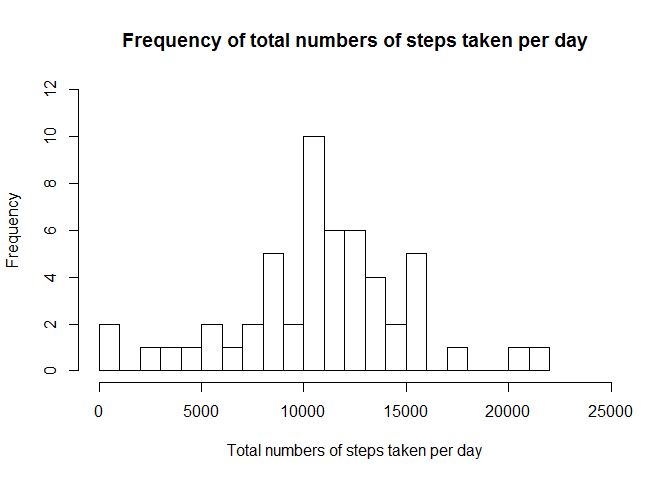 Frequency of total numbers of steps taken per day
12
10
8
6
4
2
0
Frequency
0 5000 10000 15000 20000 25000
Total numbers of steps taken per day